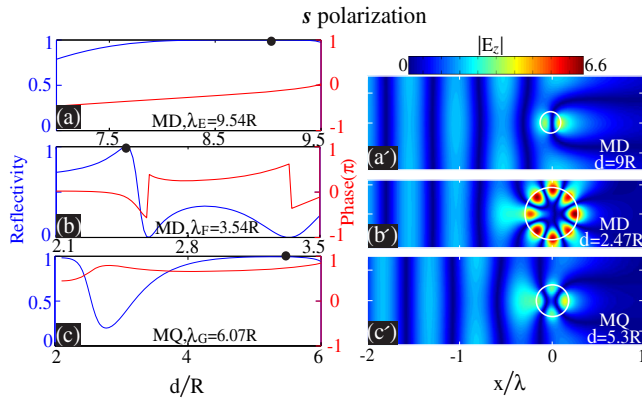 s polarization
|E_z|
0 6.6
1 1
0.5 0
0 -1
(a) MD,λ_E=9.54R
7.5 8.5 9.5
1 1
0.5 0
0 -1
(b) MD,λ_F=3.54R
2.1 2.8 3.5
1 1
0.5 0
0 -1
(c) MQ,λ_G=6.07R
2 4 6
d/R
Reflectivity
Phase(π)
(a′) MD
d=9R
(b′) MD
d=2.47R
(c′) MQ
d=5.3R
-2 -1 0 1
x/λ